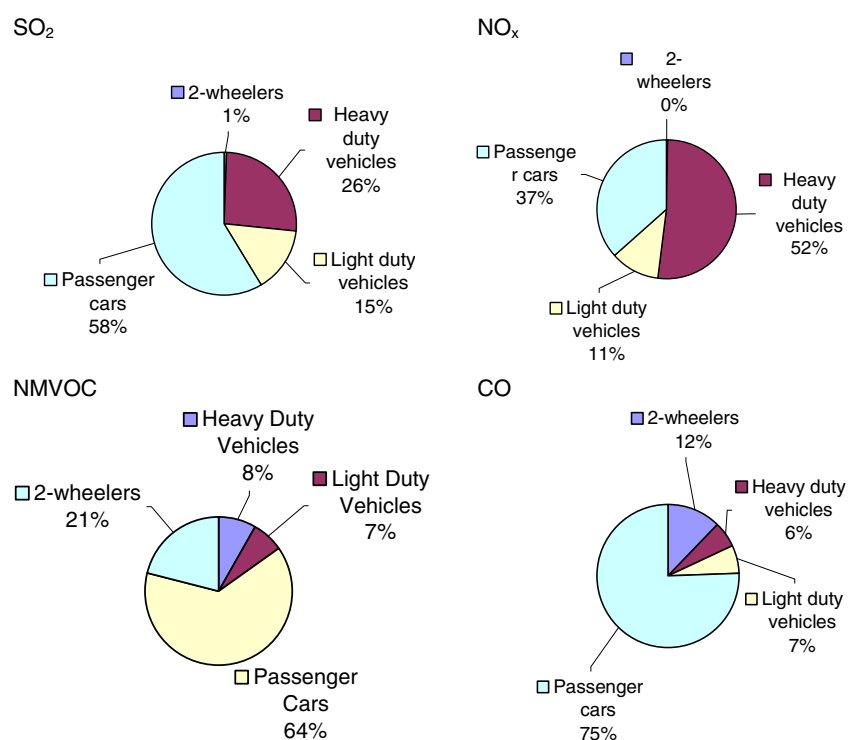 SO₂
2-wheelers
1%
Heavy
duty
vehicles
26%
Light duty
vehicles
15%
Passenger
cars
58%
NOₓ
2-
wheelers
0%
Passenge
r cars
37%
Heavy
duty
vehicles
52%
Light duty
vehicles
11%
NMVOC
Heavy Duty
Vehicles
8%
Light Duty
Vehicles
7%
2-wheelers
21%
Passenger
Cars
64%
CO
2-wheelers
12%
Heavy duty
vehicles
6%
Light duty
vehicles
7%
Passenger
cars
75%